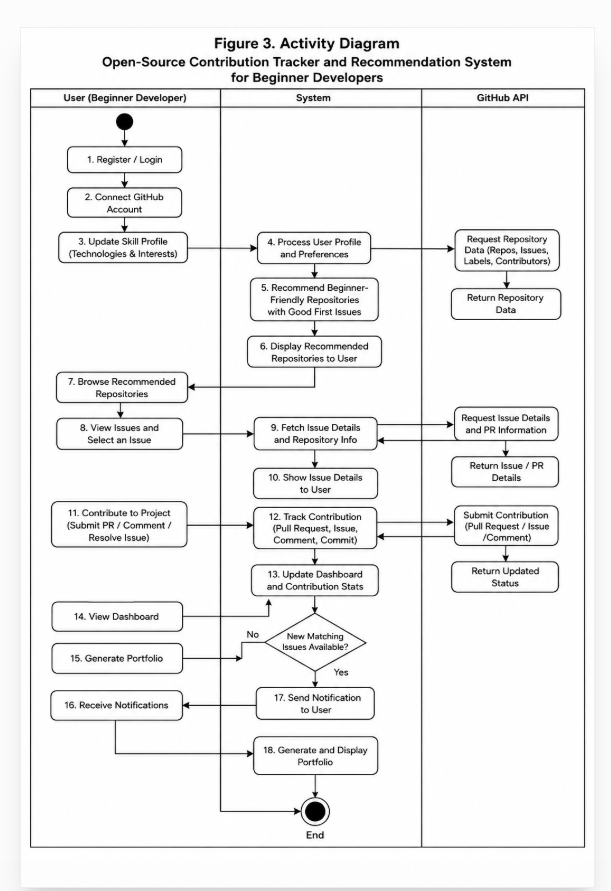 Figure 3. Activity Diagram
Open-Source Contribution Tracker and Recommendation System
for Beginner Developers
User (Beginner Developer)
System
GitHub API
1. Register / Login
2. Connect GitHub
Account
3. Update Skill Profile
(Technologies & Interests)
4. Process User Profile
and Preferences
Request Repository
Data (Repos, Issues,
Labels, Contributors)
5. Recommend Beginner-
Friendly Repositories
with Good First Issues
Return Repository
Data
6. Display Recommended
Repositories to User
7. Browse Recommended
Repositories
8. View Issues and
Select an Issue
9. Fetch Issue Details
and Repository Info
Request Issue Details
and PR Information
10. Show Issue Details
to User
Return Issue / PR
Details
11. Contribute to Project
(Submit PR / Comment /
Resolve Issue)
12. Track Contribution
(Pull Request, Issue,
Comment, Commit)
Submit Contribution
(Pull Request / Issue
/Comment)
13. Update Dashboard
and Contribution Stats
Return Updated
Status
14. View Dashboard
No
New Matching
Issues Available?
15. Generate Portfolio
Yes
16. Receive Notifications
17. Send Notification
to User
18. Generate and Display
Portfolio
End